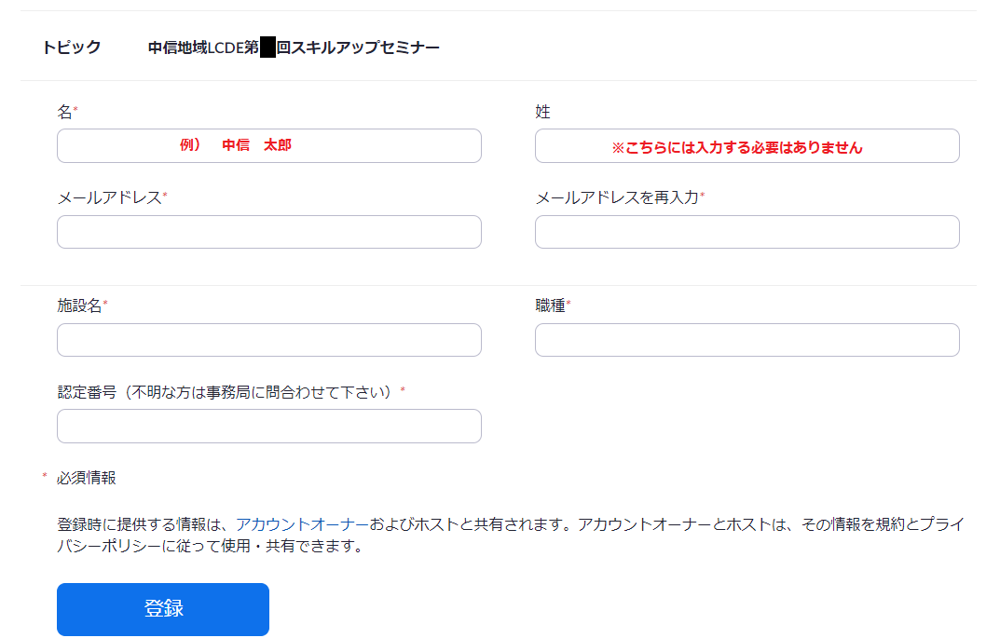 トピック 中信地域LCDE第 回スキルアップセミナー
名* 姓
例） 中信 太郎 ※こちらには入力する必要はありません
メールアドレス* メールアドレスを再入力*
施設名* 職種*
認定番号（不明な方は事務局に問合わせて下さい）*
* 必須情報
登録時に提供する情報は、アカウントオーナーおよびホストと共有されます。アカウントオーナーとホストは、その情報を規約とプライ
バシーポリシーに従って使用・共有できます。
登録